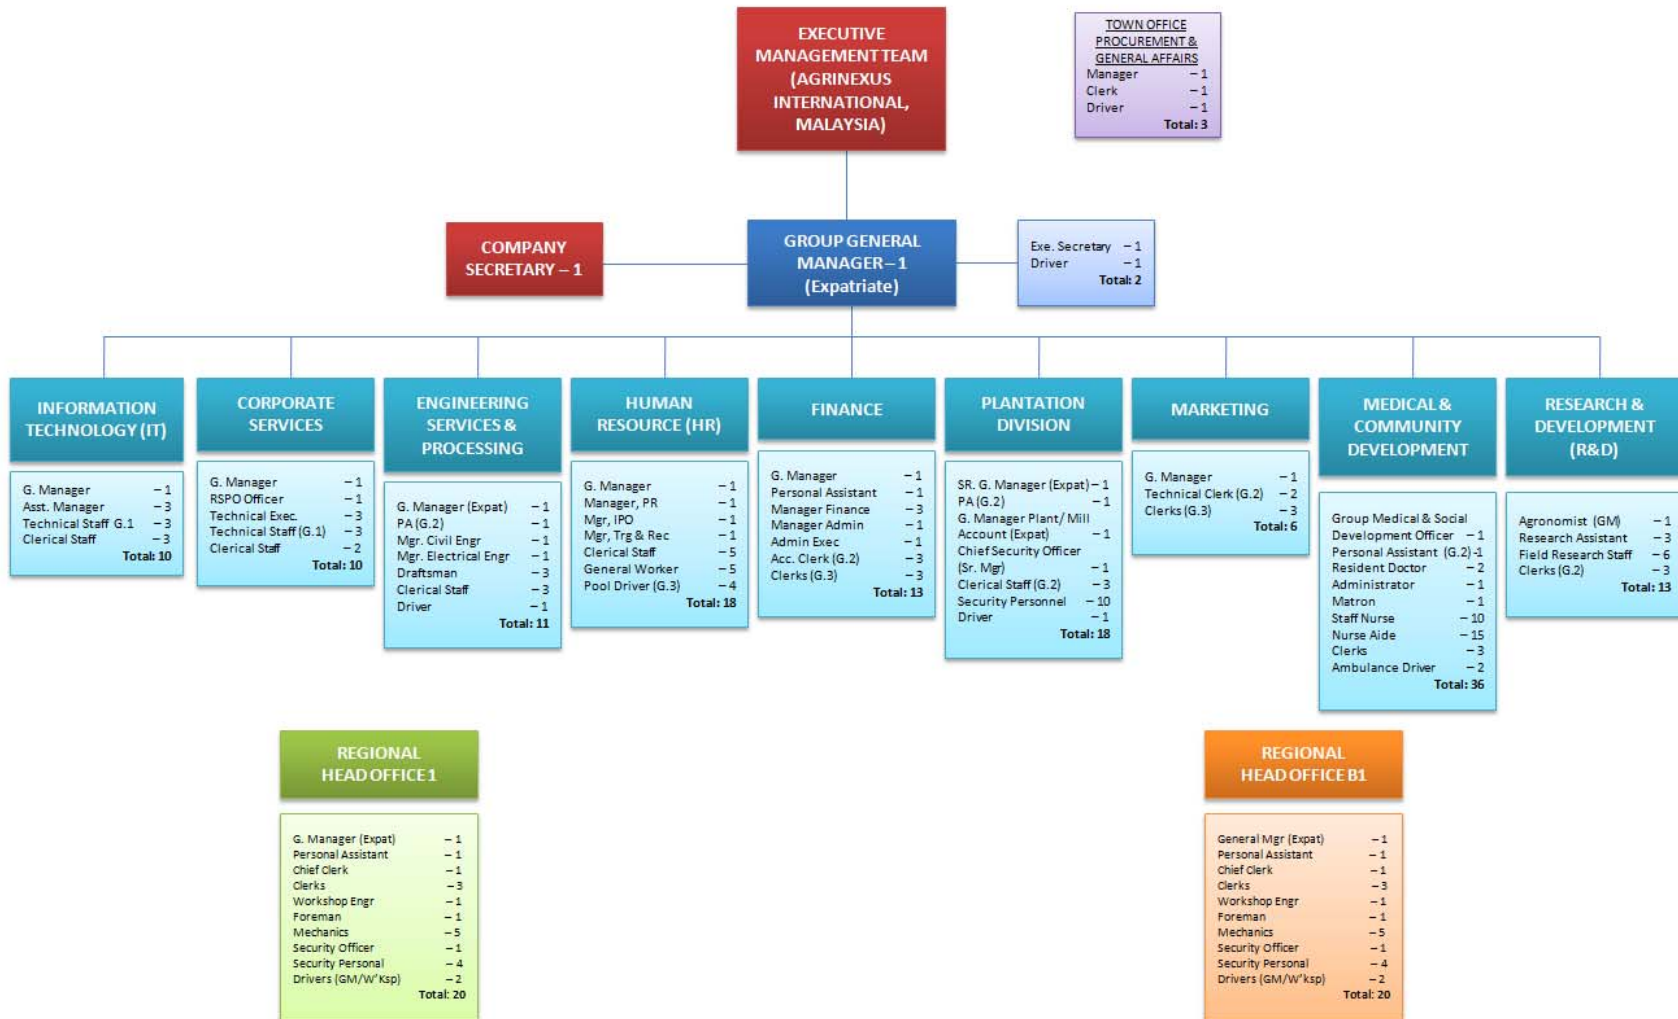 EXECUTIVE
MANAGEMENT TEAM
(AGRINEXUS
INTERNATIONAL,
MALAYSIA)
TOWN OFFICE
PROCUREMENT &
GENERAL AFFAIRS
Manager – 1
Clerk – 1
Driver – 1
Total: 3
COMPANY
SECRETARY – 1
GROUP GENERAL
MANAGER – 1
(Expatriate)
Exe. Secretary – 1
Driver – 1
Total: 2
INFORMATION
TECHNOLOGY (IT)
G. Manager – 1
Asst. Manager – 3
Technical Staff G.1 – 3
Clerical Staff – 3
Total: 10
CORPORATE
SERVICES
G. Manager – 1
RSPO Officer – 1
Technical Exec. – 3
Technical Staff (G.1) – 3
Clerical Staff – 2
Total: 10
ENGINEERING
SERVICES &
PROCESSING
G. Manager (Expat) – 1
PA (G.2) – 1
Mgr. Civil Engr – 1
Mgr. Electrical Engr – 1
Draftsman – 3
Clerical Staff – 3
Driver – 1
Total: 11
HUMAN
RESOURCE (HR)
G. Manager – 1
Manager, PR – 1
Mgr, IPO – 1
Mgr, Trg & Rec – 1
Clerical Staff – 5
General Worker – 5
Pool Driver (G.3) – 4
Total: 18
FINANCE
G. Manager – 1
Personal Assistant – 1
Manager Finance – 3
Manager Admin – 1
Admin Exec – 1
Acc. Clerk (G.2) – 3
Clerks (G.3) – 3
Total: 13
PLANTATION
DIVISION
SR. G. Manager (Expat) – 1
PA (G.2) – 1
G. Manager Plant/ Mill
Account (Expat) – 1
Chief Security Officer
(Sr. Mgr) – 1
Clerical Staff (G.2) – 3
Security Personnel – 10
Driver – 1
Total: 18
MARKETING
G. Manager – 1
Technical Clerk (G.2) – 2
Clerks (G.3) – 3
Total: 6
MEDICAL &
COMMUNITY
DEVELOPMENT
Group Medical & Social
Development Officer – 1
Personal Assistant (G.2) -1
Resident Doctor – 2
Administrator – 1
Matron – 1
Staff Nurse – 10
Nurse Aide – 15
Clerks – 3
Ambulance Driver – 2
Total: 36
RESEARCH &
DEVELOPMENT
(R&D)
Agronomist (GM) – 1
Research Assistant – 3
Field Research Staff – 6
Clerks (G.2) – 3
Total: 13
REGIONAL
HEAD OFFICE 1
G. Manager (Expat) – 1
Personal Assistant – 1
Chief Clerk – 1
Clerks – 3
Workshop Engr – 1
Foreman – 1
Mechanics – 5
Security Officer – 1
Security Personal – 4
Drivers (GM/W'Ksp) – 2
Total: 20
REGIONAL
HEAD OFFICE B1
General Mgr (Expat) – 1
Personal Assistant – 1
Chief Clerk – 1
Clerks – 3
Workshop Engr – 1
Foreman – 1
Mechanics – 5
Security Officer – 1
Security Personal – 4
Drivers (GM/W'ksp) – 2
Total: 20